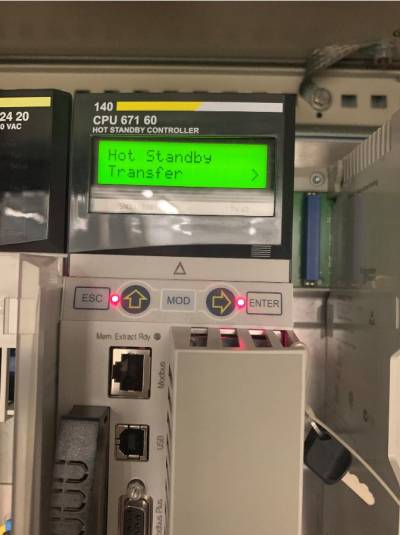 140
24 20
CPU 671 60
0 VAC
HOT STANDBY CONTROLLER
Hot Standby
Transfer >
ESC
MOD
ENTER
Mem. Extract Rdy
Modbus
USB
dbus Plus